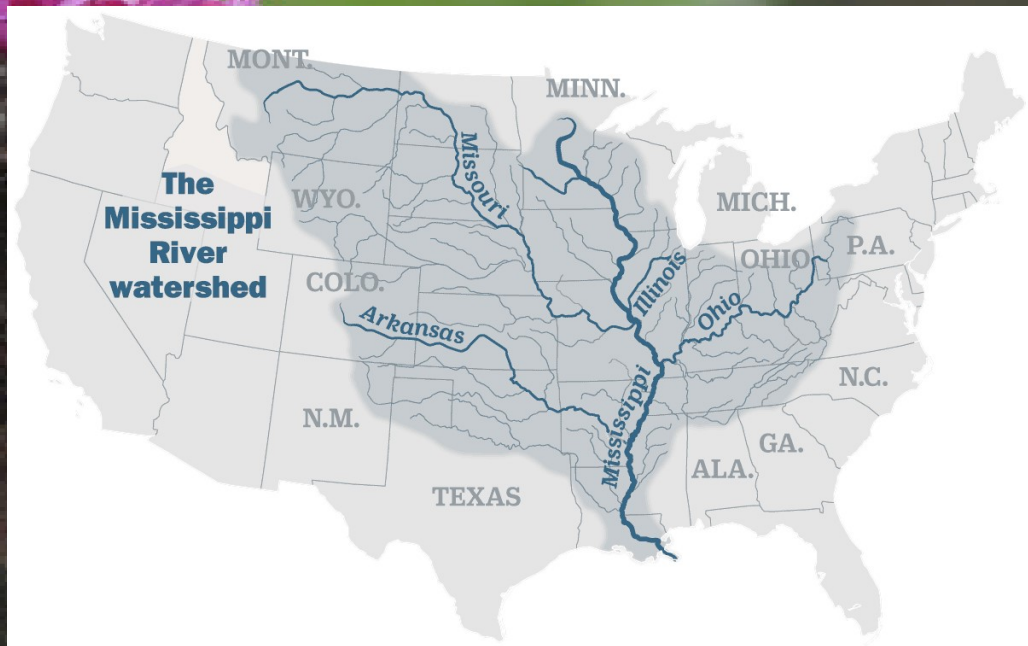 MONT.
MINN.
Missouri
The
Mississippi
River
watershed
WYO.
MICH.
COLO.
Illinois
OHIO
P.A.
Arkansas
Ohio
Mississippi
N.C.
N.M.
GA.
ALA.
TEXAS